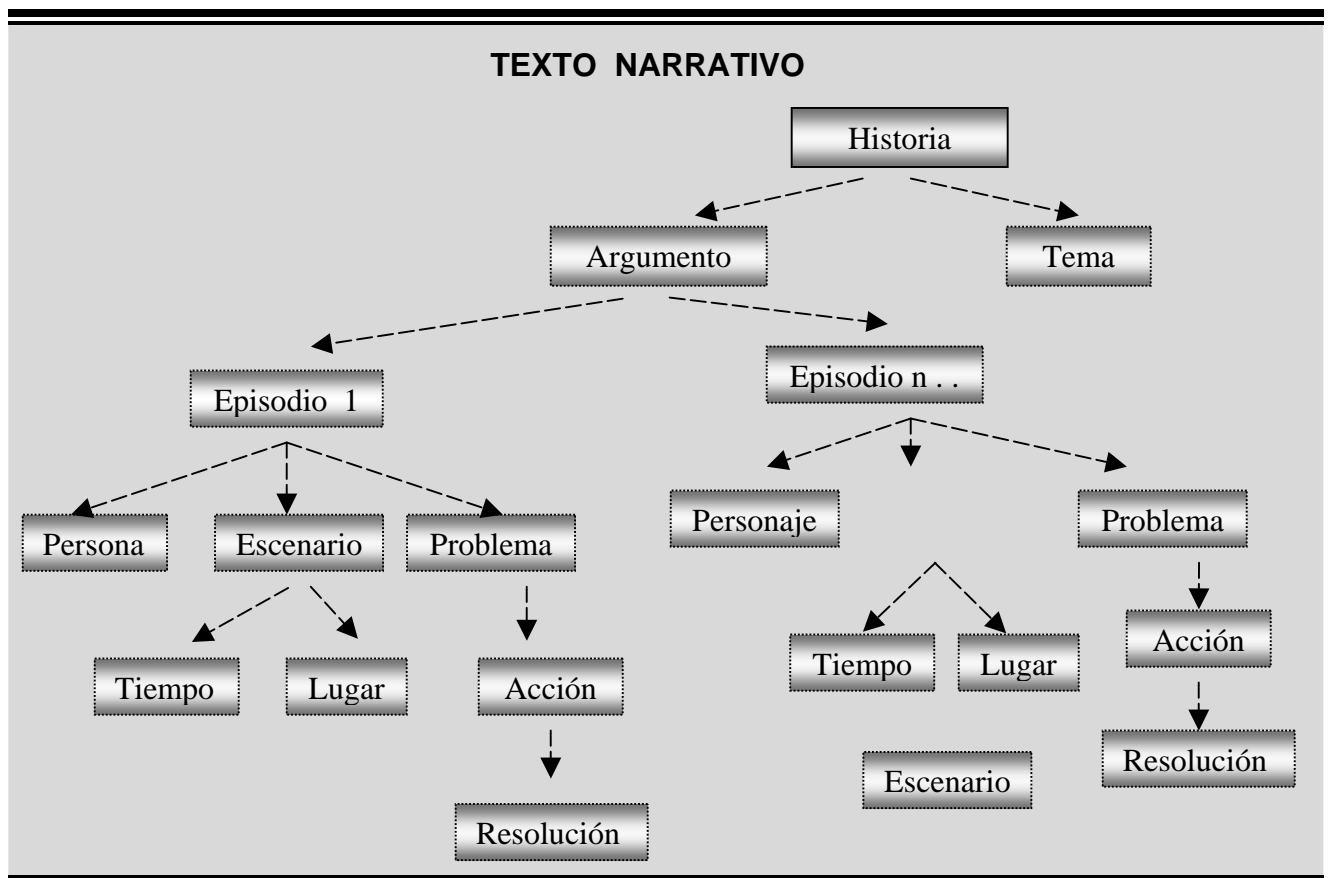 TEXTO NARRATIVO
Historia
Argumento
Tema
Episodio 1
Episodio n . .
Persona
Escenario
Problema
Personaje
Problema
Tiempo
Lugar
Acción
Tiempo
Lugar
Acción
Resolución
Escenario
Resolución